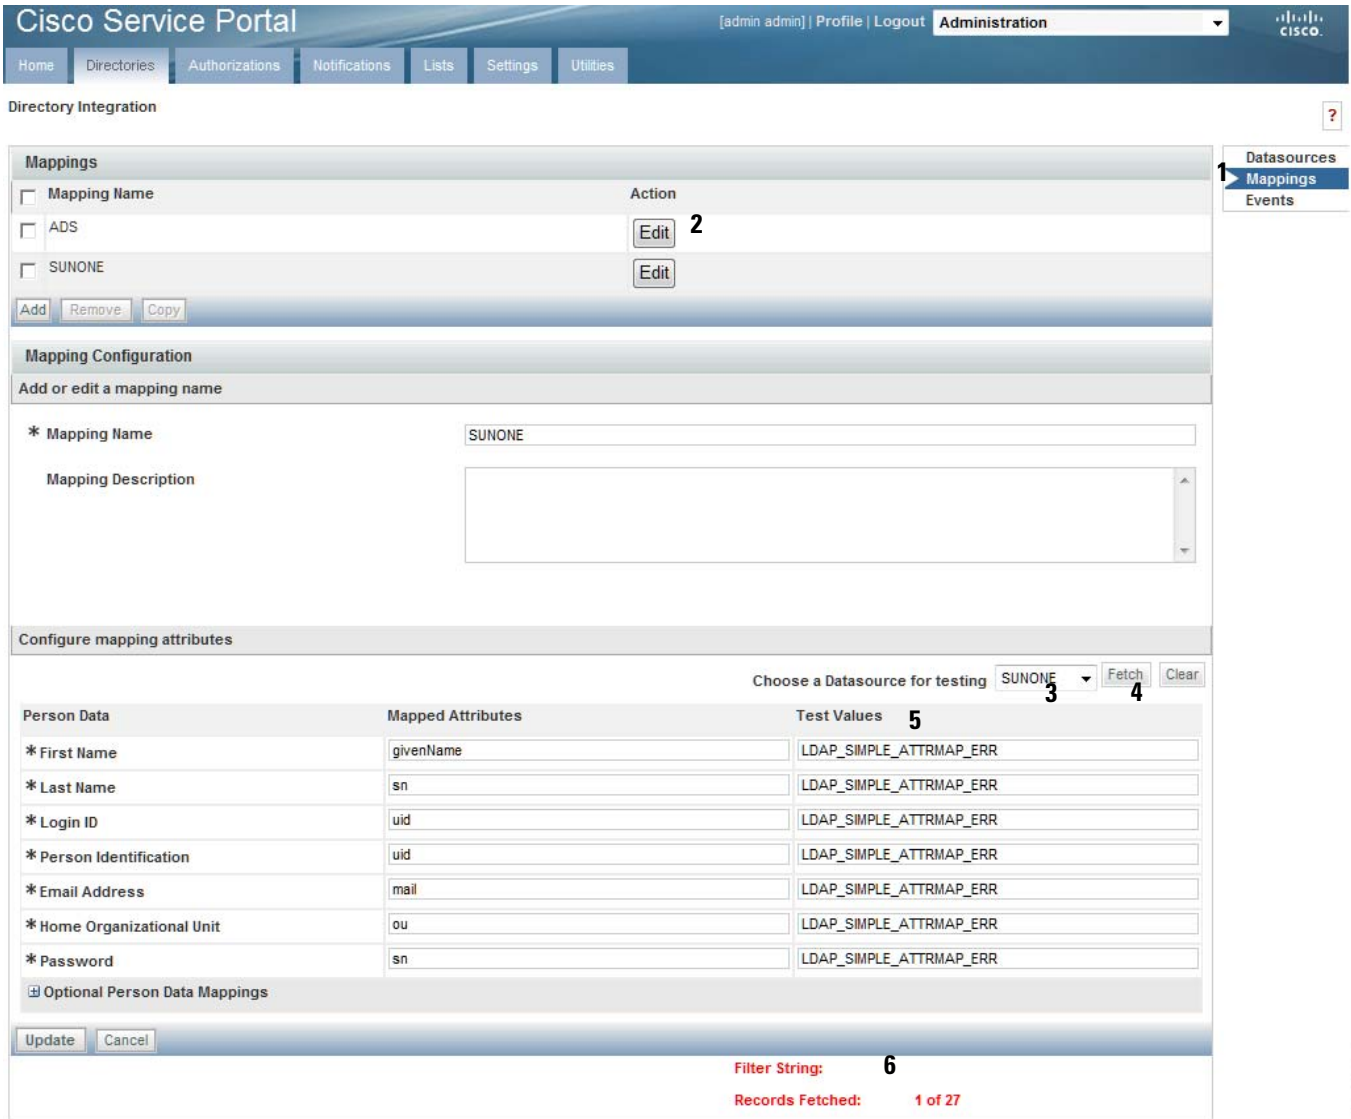 Cisco Service Portal
[admin admin] | Profile | Logout Administration
CISCO.
Home Directories Authorizations Notifications Lists Settings Utilities
Directory Integration
?
Mappings
Datasources
1 Mappings
Events
Mapping Name Action
ADS Edit 2
SUNONE Edit
Add Remove Copy
Mapping Configuration
Add or edit a mapping name
* Mapping Name SUNONE
Mapping Description
Configure mapping attributes
Choose a Datasource for testing SUNONE Fetch Clear
3 4
Person Data Mapped Attributes Test Values 5
* First Name givenName LDAP_SIMPLE_ATTRMAP_ERR
* Last Name sn LDAP_SIMPLE_ATTRMAP_ERR
* Login ID uid LDAP_SIMPLE_ATTRMAP_ERR
* Person Identification uid LDAP_SIMPLE_ATTRMAP_ERR
* Email Address mail LDAP_SIMPLE_ATTRMAP_ERR
* Home Organizational Unit ou LDAP_SIMPLE_ATTRMAP_ERR
* Password sn LDAP_SIMPLE_ATTRMAP_ERR
Optional Person Data Mappings
Update Cancel
Filter String: 6
Records Fetched: 1 of 27